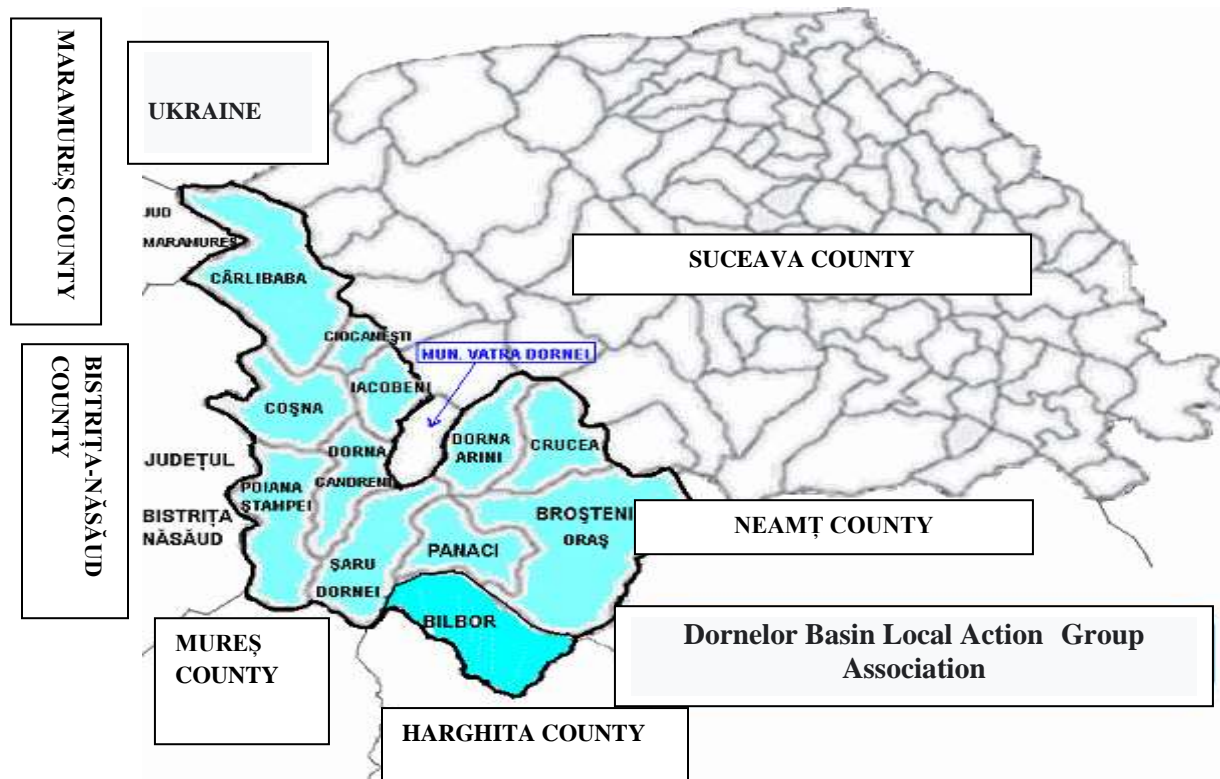 MARAMUREȘ COUNTY
UKRAINE
JUD
MARAMUREȘ
CÂRLIBABA
SUCEAVA COUNTY
CIOCANEȘTI
MUN. VATRA DORNEI
BISTRIȚA-NĂSĂUD
COUNTY
IACOBENI
COȘNA
DORNA
ARINI
CRUCEA
JUDEȚUL
DORNA
CANDRENI
POIANA
ȘTAMPEI
BISTRIȚA
NĂSĂUD
BROȘTENI
ORAȘ
NEAMȚ COUNTY
PANACI
ȘARU
DORNEI
BILBOR
MUREȘ
COUNTY
Dornelor Basin Local Action Group
Association
HARGHITA COUNTY